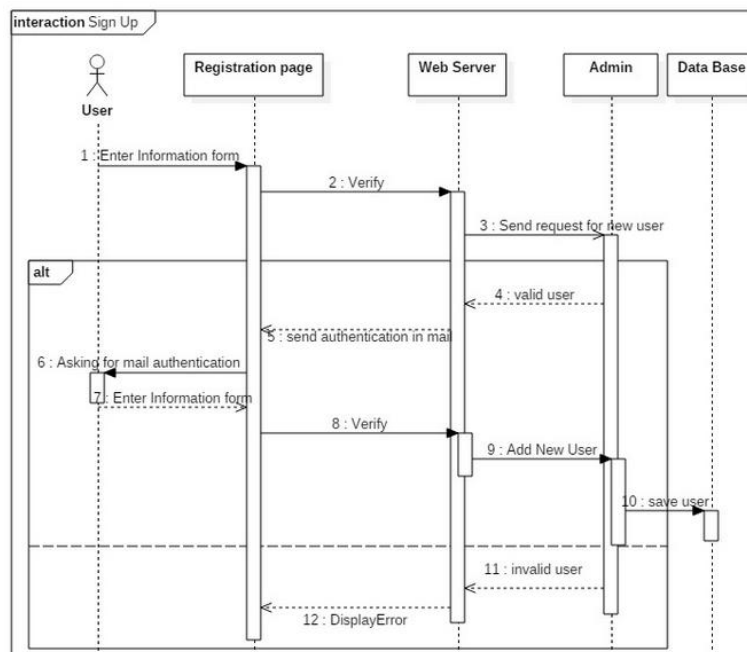 interaction Sign Up
User
Registration page
Web Server
Admin
Data Base
1 : Enter Information form
2 : Verify
3 : Send request for new user
alt
4 : valid user
5 : send authentication in mail
6 : Asking for mail authentication
7 : Enter Information form
8 : Verify
9 : Add New User
10 : save user
11 : invalid user
12 : DisplayError